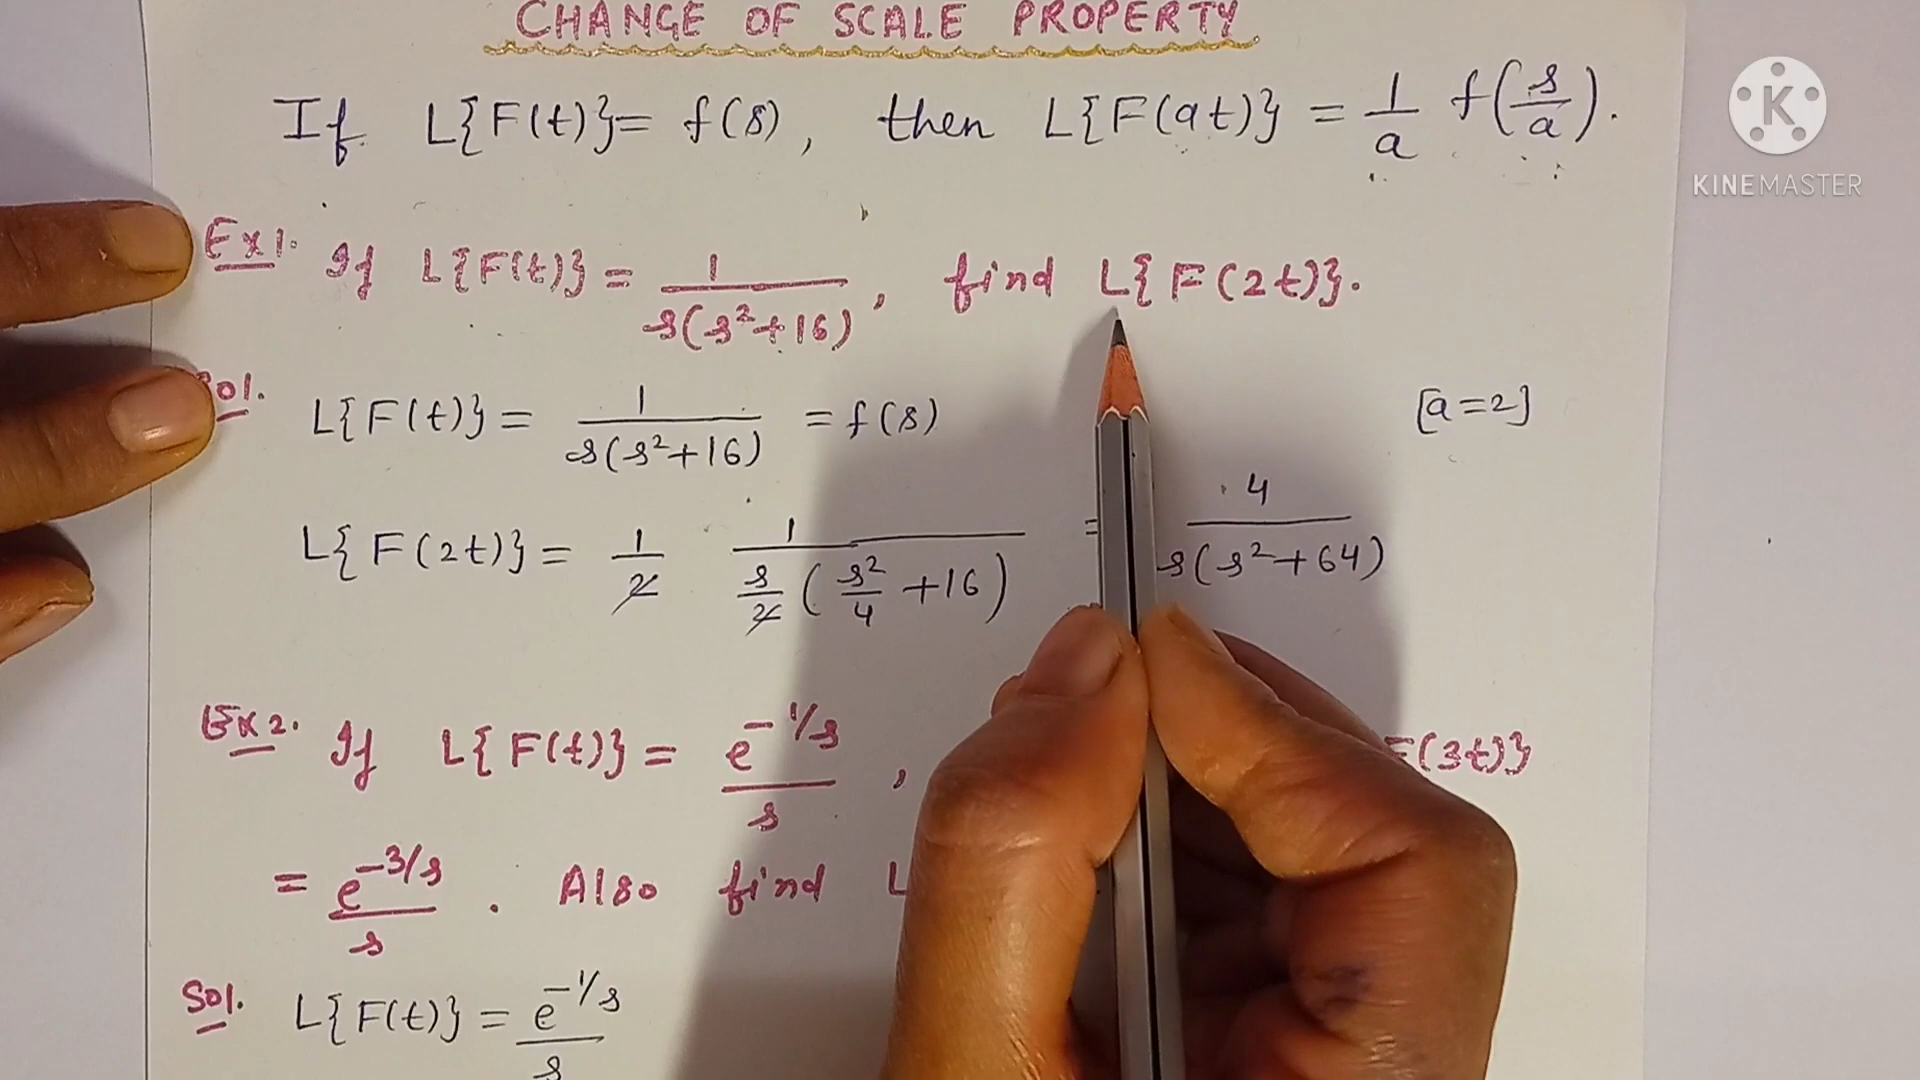 CHANGE OF SCALE PROPERTY
If L{F(t)} = f(s), then L{F(at)} = 1/a f(s/a).
KINEMASTER
Ex1. If L{F(t)} = 1/s(s²+16), find L{F(2t)}.
Sol. L{F(t)} = 1/s(s²+16) = f(s) [a=2]
L{F(2t)} = 1/2 1/(s/2(s²/4+16)) = 4/s(s²+64)
Ex2. If L{F(t)} = e^-1/s / s, F(3t)}
= e^-3/s / s . Also find L
Sol. L{F(t)} = e^-1/s / s